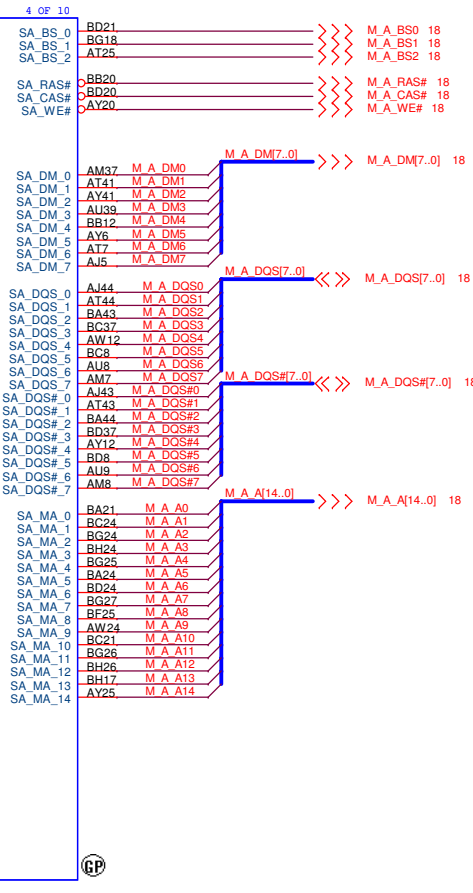 4 OF 10
SA_BS_0 BD21 M_A_BS0 18
SA_BS_1 BG18 M_A_BS1 18
SA_BS_2 AT25 M_A_BS2 18
SA_RAS# BB20 M_A_RAS# 18
SA_CAS# BD20 M_A_CAS# 18
SA_WE# AY20 M_A_WE# 18
M_A_DM[7..0] M_A_DM[7..0] 18
SA_DM_0 AM37 M_A_DM0
SA_DM_1 AT41 M_A_DM1
SA_DM_2 AY41 M_A_DM2
SA_DM_3 AU39 M_A_DM3
SA_DM_4 BB12 M_A_DM4
SA_DM_5 AY6 M_A_DM5
SA_DM_6 AT7 M_A_DM6
SA_DM_7 AJ5 M_A_DM7
M_A_DQS[7..0] M_A_DQS[7..0] 18
SA_DQS_0 AJ44 M_A_DQS0
SA_DQS_1 AT44 M_A_DQS1
SA_DQS_2 BA43 M_A_DQS2
SA_DQS_3 BC37 M_A_DQS3
SA_DQS_4 AW12 M_A_DQS4
SA_DQS_5 BC8 M_A_DQS5
SA_DQS_6 AU8 M_A_DQS6
SA_DQS_7 AM7 M_A_DQS7
M_A_DQS#[7..0] M_A_DQS#[7..0] 18
SA_DQS#_0 AJ43 M_A_DQS#0
SA_DQS#_1 AT43 M_A_DQS#1
SA_DQS#_2 BA44 M_A_DQS#2
SA_DQS#_3 BD37 M_A_DQS#3
SA_DQS#_4 AY12 M_A_DQS#4
SA_DQS#_5 BD8 M_A_DQS#5
SA_DQS#_6 AU9 M_A_DQS#6
SA_DQS#_7 AM8 M_A_DQS#7
M_A_A[14..0] M_A_A[14..0] 18
SA_MA_0 BA21 M_A_A0
SA_MA_1 BC24 M_A_A1
SA_MA_2 BG24 M_A_A2
SA_MA_3 BH24 M_A_A3
SA_MA_4 BG25 M_A_A4
SA_MA_5 BA24 M_A_A5
SA_MA_6 BD24 M_A_A6
SA_MA_7 BG27 M_A_A7
SA_MA_8 BF25 M_A_A8
SA_MA_9 AW24 M_A_A9
SA_MA_10 BC21 M_A_A10
SA_MA_11 BG26 M_A_A11
SA_MA_12 BH26 M_A_A12
SA_MA_13 BH17 M_A_A13
SA_MA_14 AY25 M_A_A14
GP